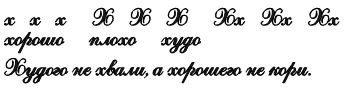 х х х Х Х Х Хх Хх Хх
хорошо плохо худо
Худого не хвали, а хорошего не кори.